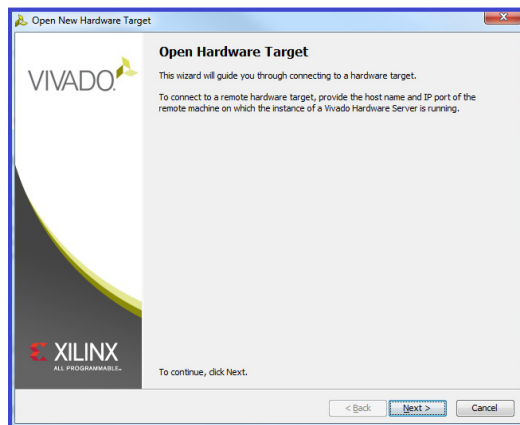 Open New Hardware Target
VIVADO.
Open Hardware Target
This wizard will guide you through connecting to a hardware target.
To connect to a remote hardware target, provide the host name and IP port of the
remote machine on which the instance of a Vivado Hardware Server is running.
XILINX
ALL PROGRAMMABLE.
To continue, click Next.
< Back
Next >
Cancel